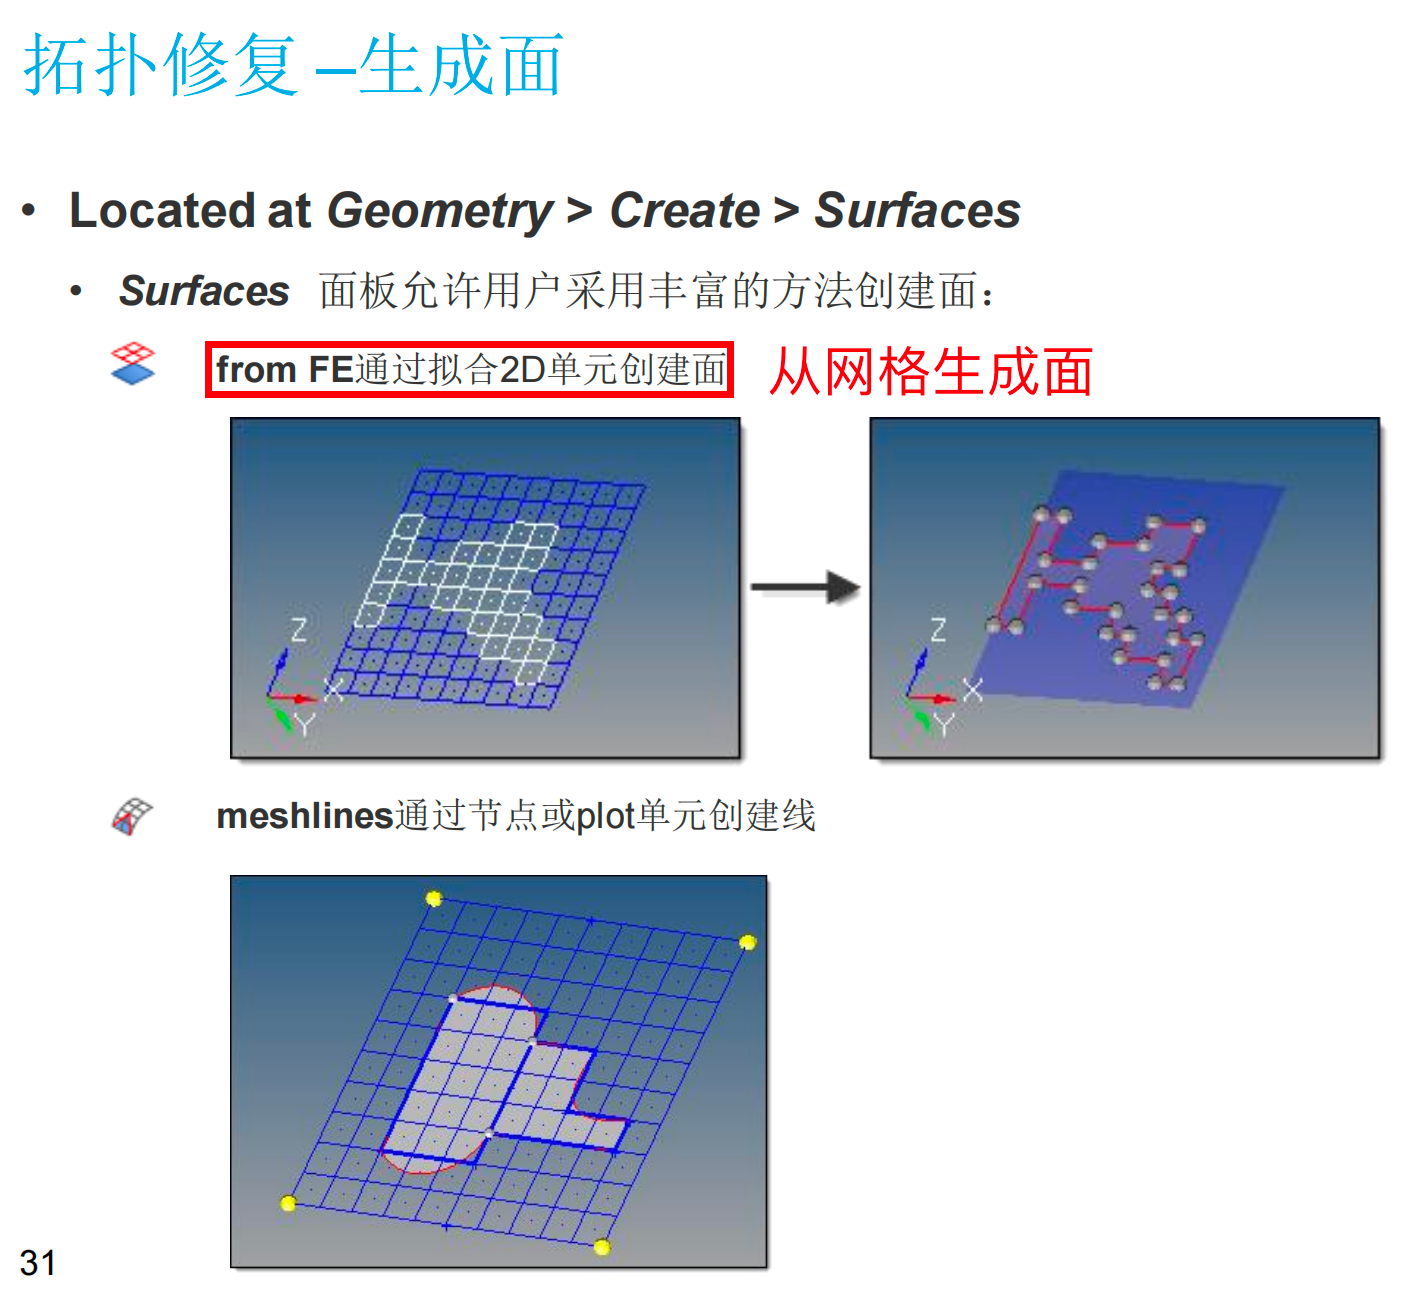 拓扑修复 –生成面
• Located at Geometry > Create > Surfaces
• Surfaces 面板允许用户采用丰富的方法创建面：
from FE通过拟合2D单元创建面 从网格生成面
Z
X
Y
Z
X
Y
meshlines通过节点或plot单元创建线
31